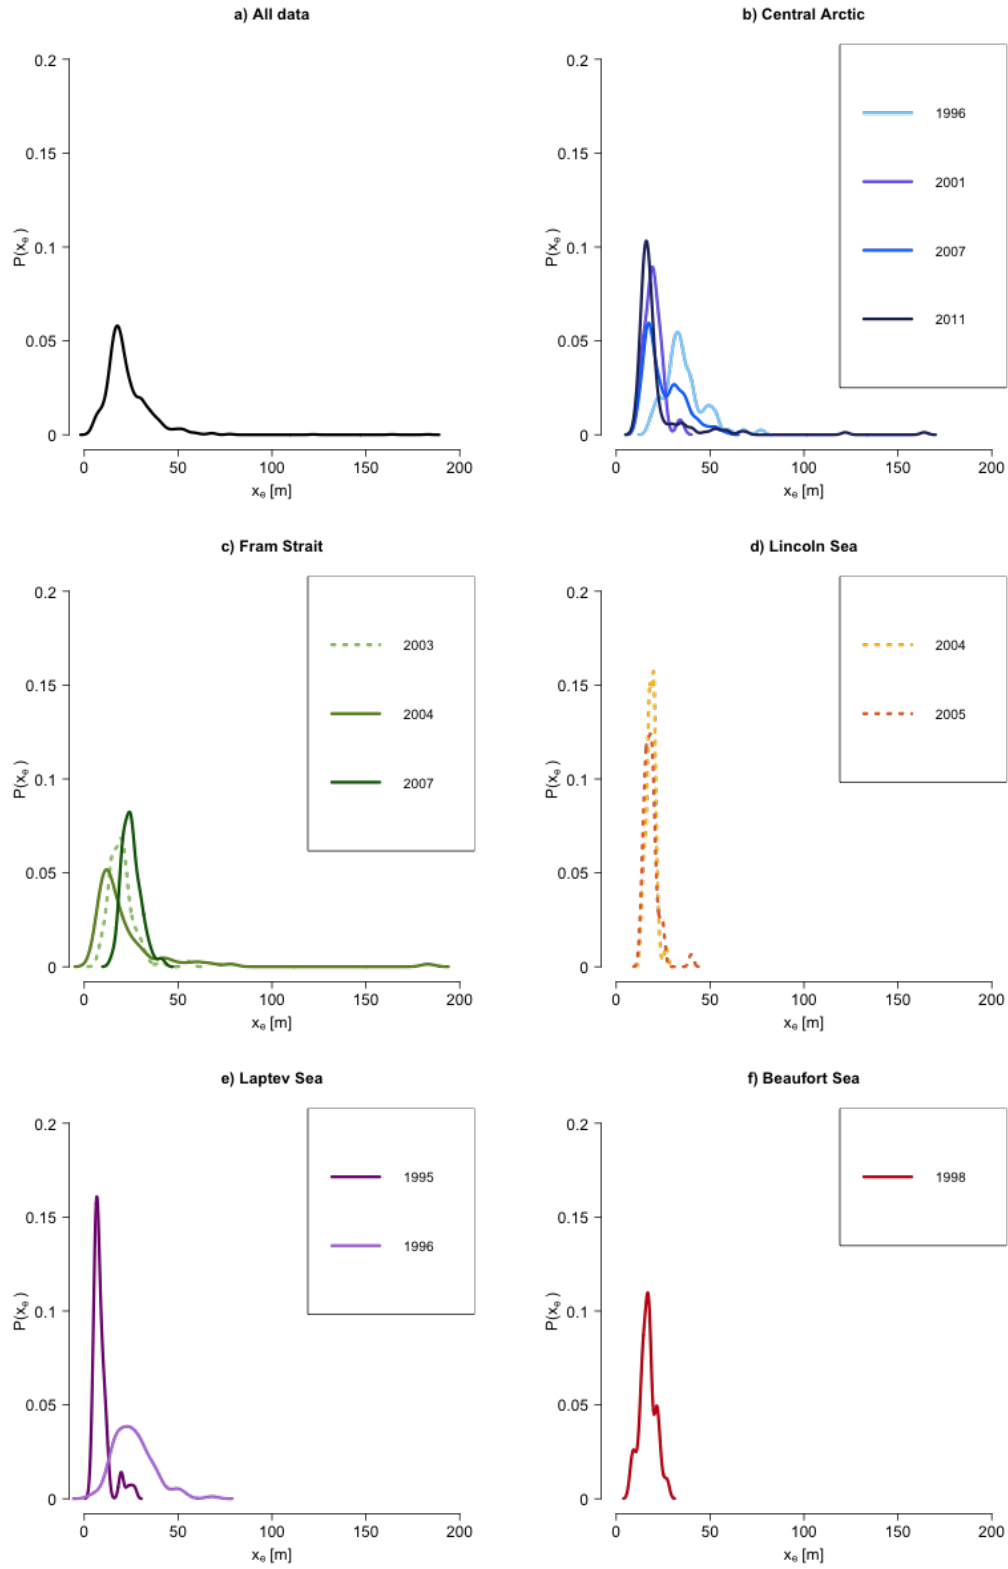 a) All data
0.2
0.15
0.1
0.05
0
P(xₑ)
0 50 100 150 200
xₑ [m]
b) Central Arctic
0.2
0.15
0.1
0.05
0
P(xₑ)
0 50 100 150 200
xₑ [m]
1996
2001
2007
2011
c) Fram Strait
0.2
0.15
0.1
0.05
0
P(xₑ)
0 50 100 150 200
xₑ [m]
2003
2004
2007
d) Lincoln Sea
0.2
0.15
0.1
0.05
0
P(xₑ)
0 50 100 150 200
xₑ [m]
2004
2005
e) Laptev Sea
0.2
0.15
0.1
0.05
0
P(xₑ)
0 50 100 150 200
xₑ [m]
1995
1996
f) Beaufort Sea
0.2
0.15
0.1
0.05
0
P(xₑ)
0 50 100 150 200
xₑ [m]
1998